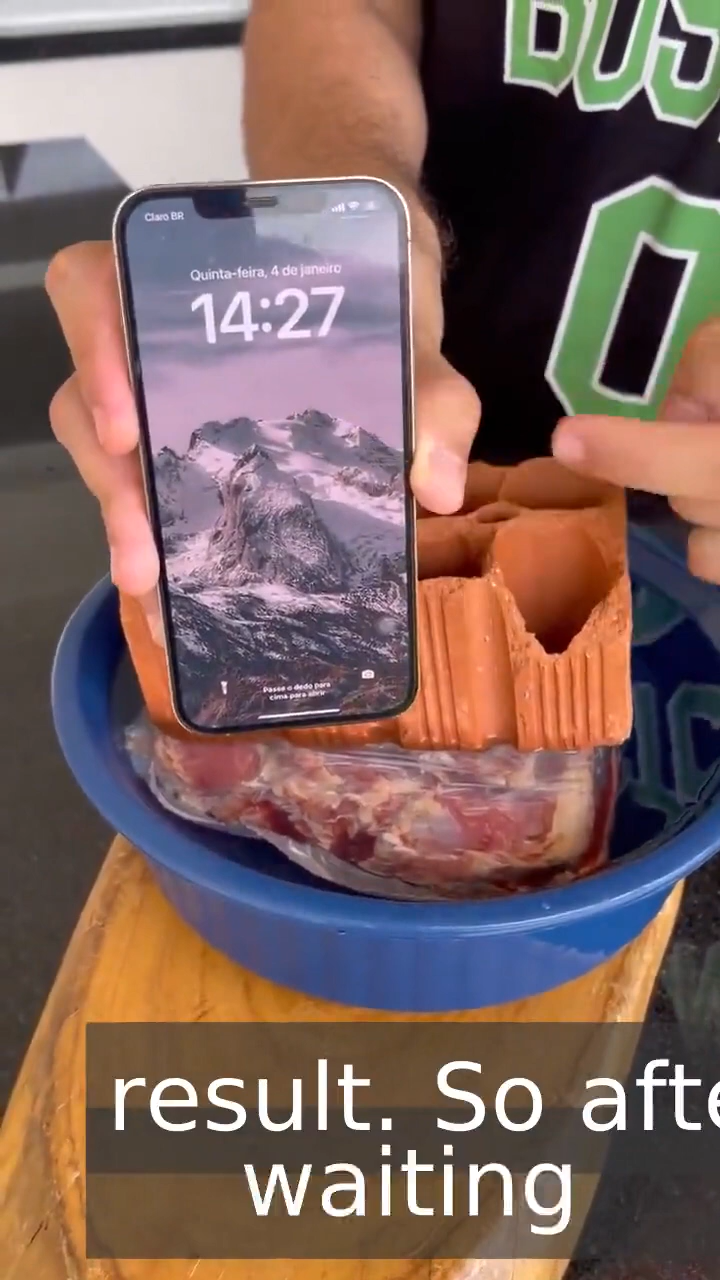 BOS
0
Claro BR
Quinta-feira, 4 de janeiro
14:27
Passe o dedo para
cima para abrir
result. So afte
waiting